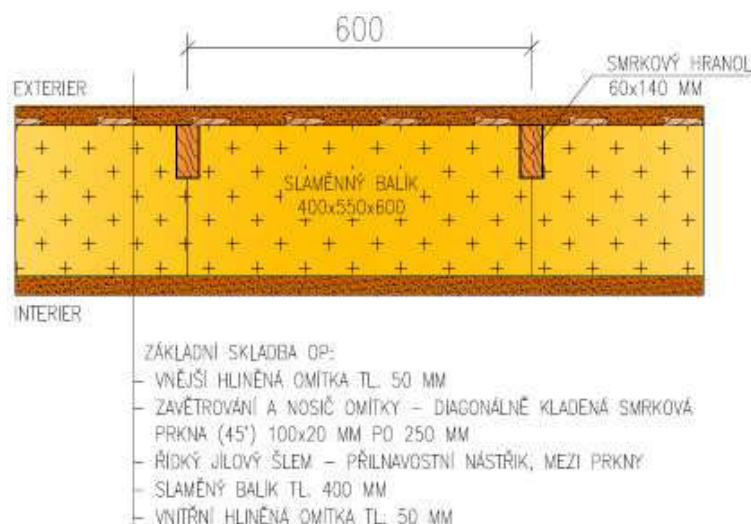 600
SMRKOVÝ HRANOL
60x140 MM
EXTERIER
SLAMĚNNÝ BALÍK
400x550x600
INTERIER
ZÁKLADNÍ SKLADBA OP:
– VNĚJŠÍ HLINĚNÁ OMÍTKA TL. 50 MM
– ZAVĚTROVÁNÍ A NOSIČ OMÍTKY – DIAGONÁLNĚ KLADENÁ SMRKOVÁ
PRKNA (45°) 100x20 MM PO 250 MM
– ŘÍDKÝ JÍLOVÝ ŠLEM – PŘILNAVOSTNÍ NÁSTŘIK, MEZI PRKNY
– SLAMĚNÝ BALÍK TL. 400 MM
– VNITŘNÍ HLINĚNÁ OMÍTKA TL. 50 MM